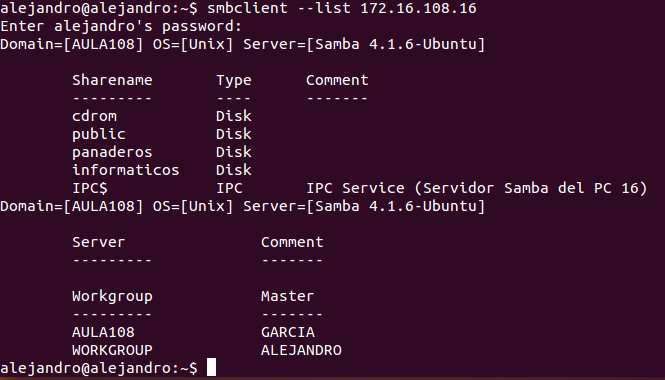 alejandro@alejandro:~$ smbclient --list 172.16.108.16
Enter alejandro's password:
Domain=[AULA108] OS=[Unix] Server=[Samba 4.1.6-Ubuntu]
Sharename Type Comment
--------- ---- -------
cdrom Disk
public Disk
panaderos Disk
informaticos Disk
IPC$ IPC IPC Service (Servidor Samba del PC 16)
Domain=[AULA108] OS=[Unix] Server=[Samba 4.1.6-Ubuntu]
Server Comment
--------- -------
Workgroup Master
--------- -------
AULA108 GARCIA
WORKGROUP ALEJANDRO
alejandro@alejandro:~$